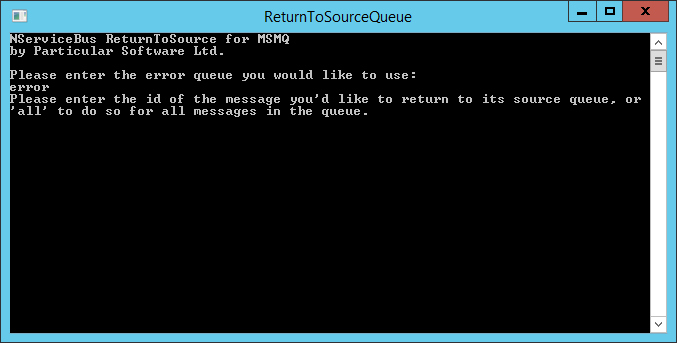 ReturnToSourceQueue
NServiceBus ReturnToSource for MSMQ
by Particular Software Ltd.
Please enter the error queue you would like to use:
error
Please enter the id of the message you'd like to return to its source queue, or
'all' to do so for all messages in the queue.